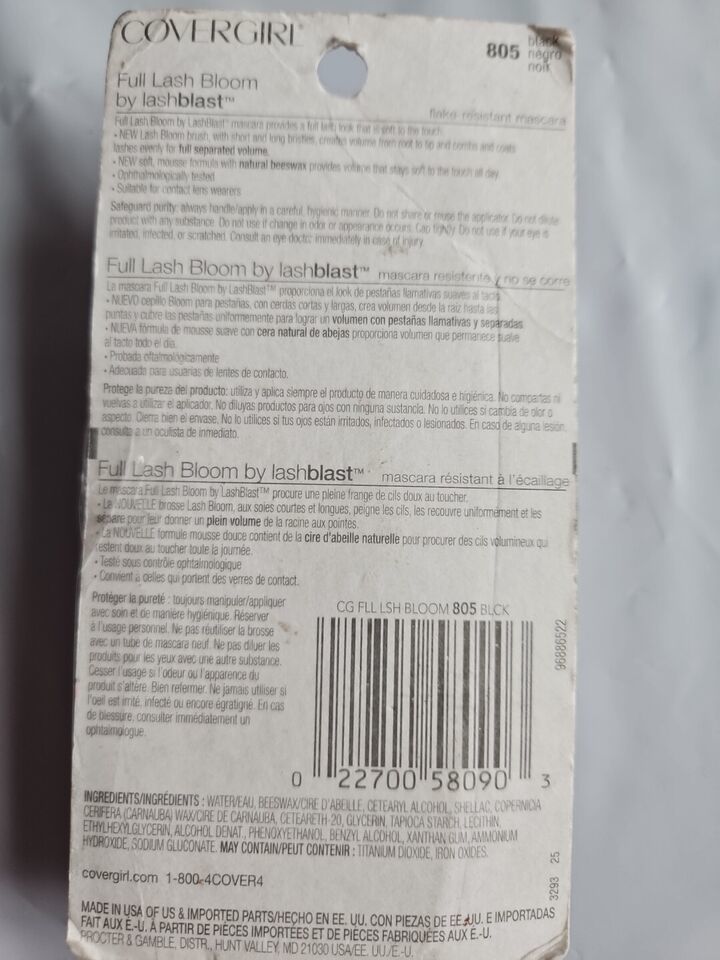 COVERGIRL
805 black
negro
noir
Full Lash Bloom
by lashblast™
flake-resistant mascara
Full Lash Bloom by LashBlast™ mascara provides a full lash look that is soft to the touch.
• NEW Lash Bloom brush, with short and long bristles, creates volume from root to tip and combs and coats
lashes evenly for full separated volume.
• NEW soft, mousse formula with natural beeswax provides volume that stays soft to the touch all day.
• Ophthalmologically tested
• Suitable for contact lens wearers
Safeguard purity: always handle/apply in a careful, hygienic manner. Do not share or reuse the applicator. Do not dilute
product with any substance. Do not use if change in odor or appearance occurs. Cap tightly. Do not use if your eye is
irritated, infected, or scratched. Consult an eye doctor immediately in case of injury.
Full Lash Bloom by lashblast™ mascara resistente y no se corre
La mascara Full Lash Bloom by LashBlast™ proporciona el look de pestañas llamativas suaves al tacto.
• NUEVO cepillo Bloom para pestañas, con cerdas cortas y largas, crea volumen desde la raíz hasta las
puntas y cubre las pestañas uniformemente para lograr un volumen con pestañas llamativas y separadas.
• NUEVA fórmula de mousse suave con cera natural de abejas proporciona volumen que permanece suave
al tacto todo el día.
• Probada oftalmológicamente
• Adecuada para usuarias de lentes de contacto.
Protege la pureza del producto: utiliza y aplica siempre el producto de manera cuidadosa e higiénica. No compartas ni
vuelvas a utilizar el aplicador. No diluyas productos para ojos con ninguna sustancia. No lo utilices si cambia de olor o
aspecto. Cierra bien el envase. No lo utilices si tus ojos están irritados, infectados o lesionados. En caso de alguna lesión,
consulta a un oculista de inmediato.
Full Lash Bloom by lashblast™ mascara résistant à l'écaillage
Le mascara Full Lash Bloom by LashBlast™ procure une pleine frange de cils doux au toucher.
• La NOUVELLE brosse Lash Bloom, aux soies courtes et longues, peigne les cils, les recouvre uniformément et les
sépare pour leur donner un plein volume de la racine aux pointes.
• La NOUVELLE formule mousse douce contient de la cire d'abeille naturelle pour procurer des cils volumineux qui
restent doux au toucher toute la journée.
• Testé sous contrôle ophtalmologique
• Convient à celles qui portent des verres de contact.
Protéger la pureté : toujours manipuler/appliquer
avec soin et de manière hygiénique. Réserver
à l'usage personnel. Ne pas réutiliser la brosse
avec un tube de mascara neuf. Ne pas diluer les
produits pour les yeux avec une autre substance.
Cesser l'usage si l'odeur ou l'apparence du
produit s'altère. Bien refermer. Ne jamais utiliser si
l'oeil est irrité, infecté ou encore égratigné. En cas
de blessure, consulter immédiatement un
ophtalmologue.
CG FLL LSH BLOOM 805 BLCK
96886522
0 22700 58090 3
INGREDIENTS/INGRÉDIENTS : WATER/EAU, BEESWAX/CIRE D'ABEILLE, CETEARYL ALCOHOL, SHELLAC, COPERNICIA
CERIFERA (CARNAUBA) WAX/CIRE DE CARNAUBA, CETEARETH-20, GLYCERIN, TAPIOCA STARCH, LECITHIN,
ETHYLHEXYLGLYCERIN, ALCOHOL DENAT., PHENOXYETHANOL, BENZYL ALCOHOL, XANTHAN GUM, AMMONIUM
HYDROXIDE, SODIUM GLUCONATE. MAY CONTAIN/PEUT CONTENIR : TITANIUM DIOXIDE, IRON OXIDES.
covergirl.com 1-800-4COVER4
3293 25
MADE IN USA OF US & IMPORTED PARTS/HECHO EN EE. UU. CON PIEZAS DE EE. UU. E IMPORTADAS
FAIT AUX É.-U. À PARTIR DE PIÈCES IMPORTÉES ET DE PIÈCES FABRIQUÉES AUX É.-U.
PROCTER & GAMBLE, DISTR., HUNT VALLEY, MD 21030 USA/EE. UU./É.-U.